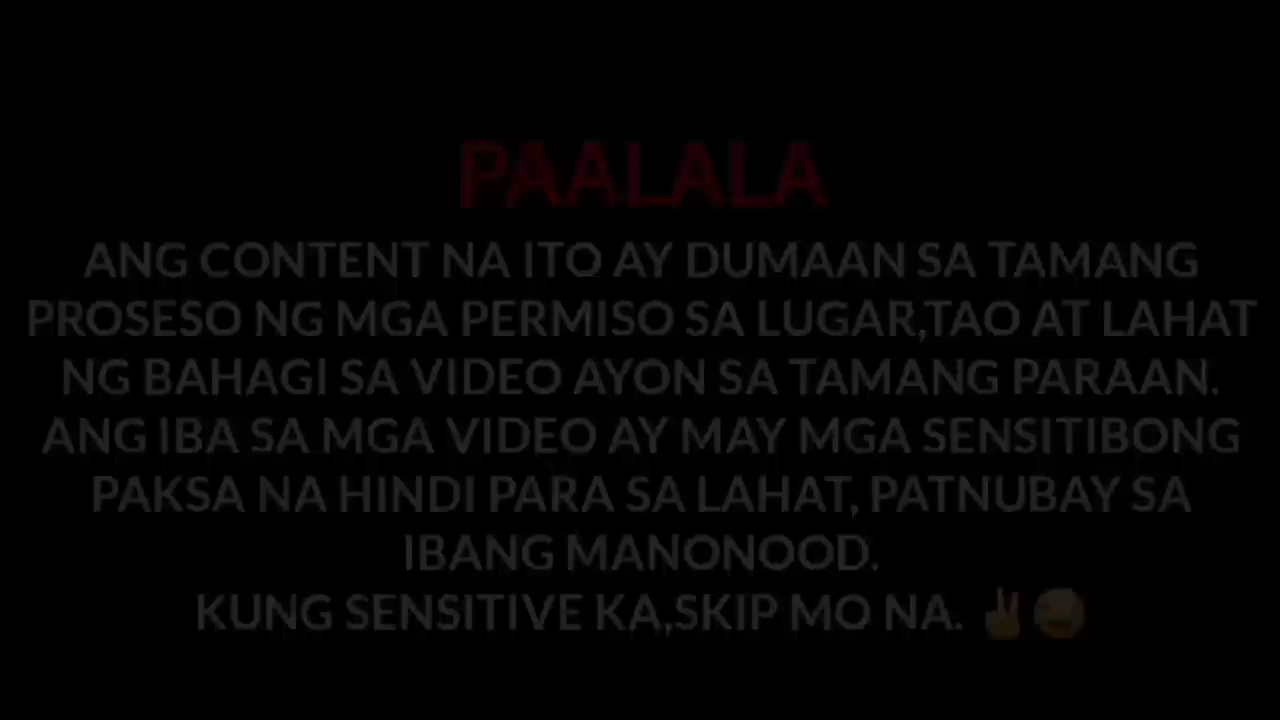 PAALALA
ANG CONTENT NA ITO AY DUMAAN SA TAMANG
PROSESO NG MGA PERMISO SA LUGAR,TAO AT LAHAT
NG BAHAGI SA VIDEO AYON SA TAMANG PARAAN.
ANG IBA SA MGA VIDEO AY MAY MGA SENSITIBONG
PAKSA NA HINDI PARA SA LAHAT, PATNUBAY SA
IBANG MANONOOD.
KUNG SENSITIVE KA,SKIP MO NA. ✌️😆